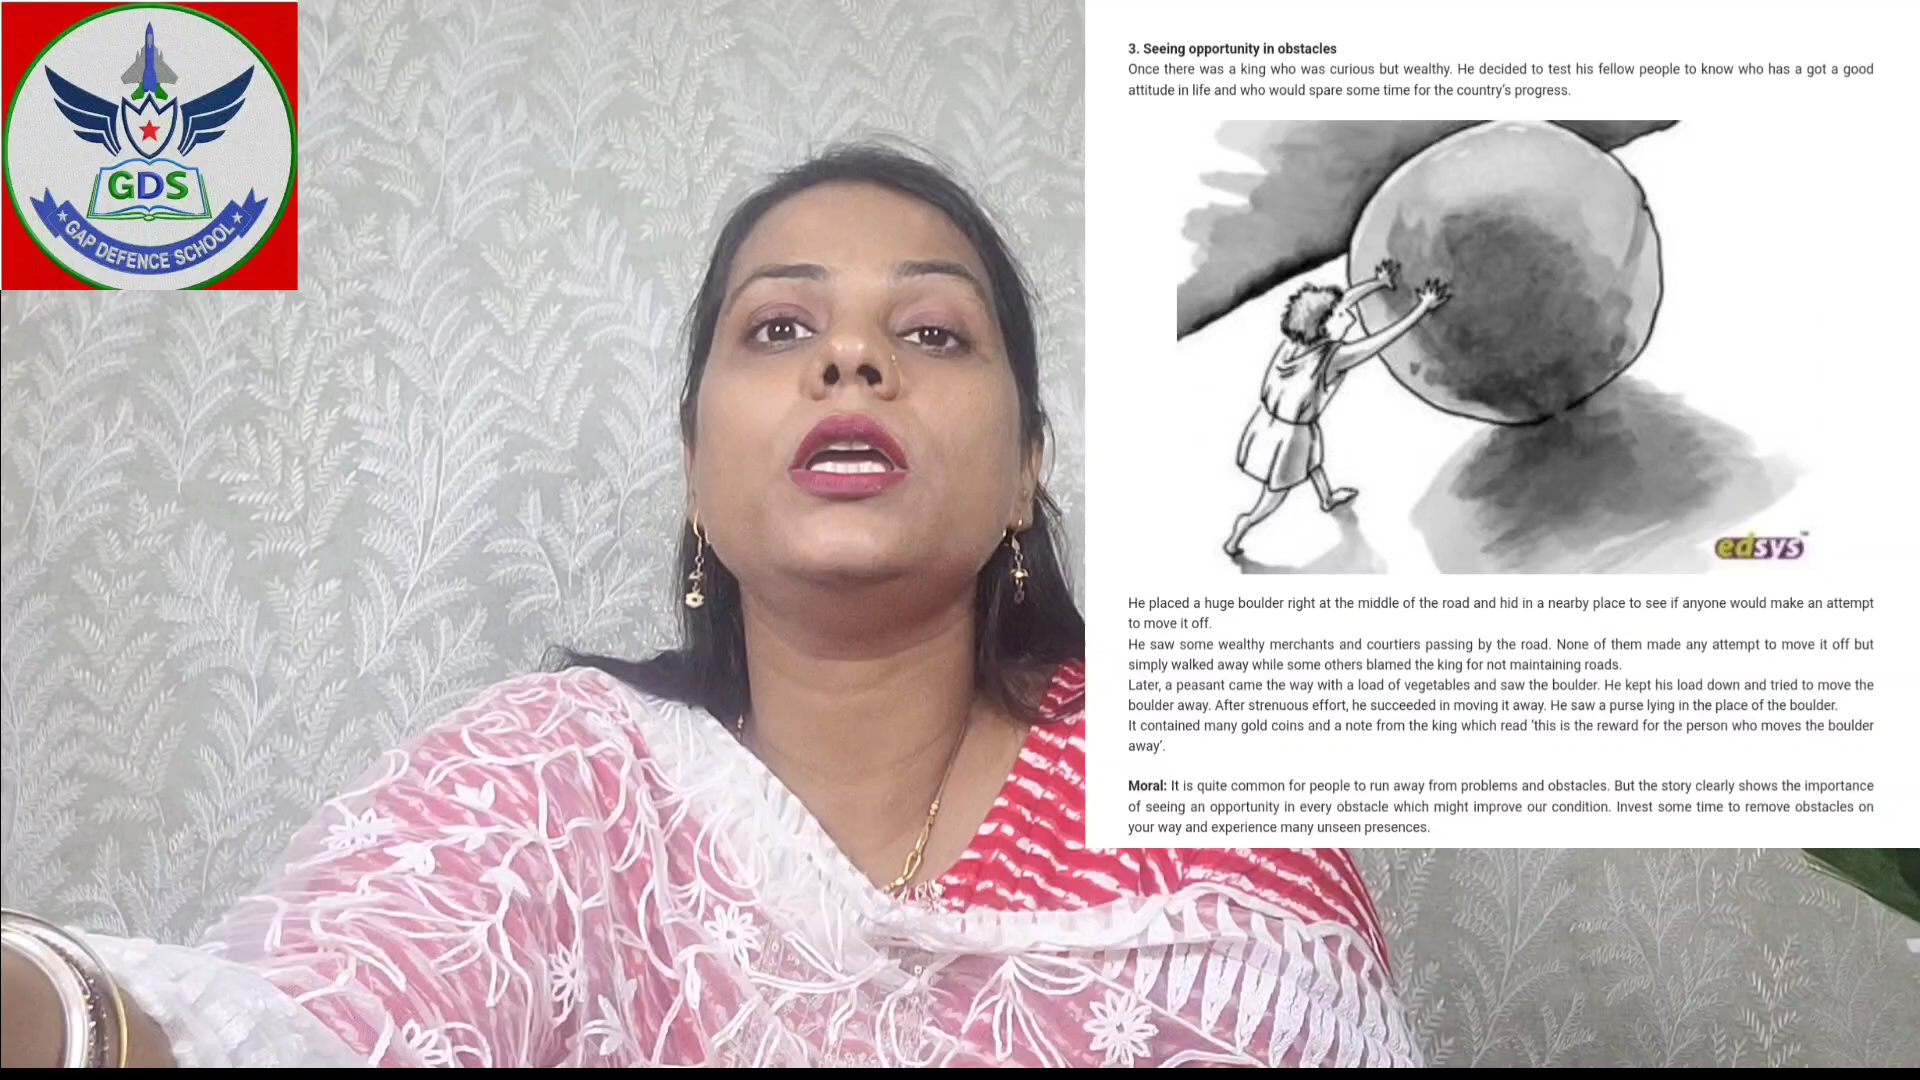 GDS
GAP DEFENCE SCHOOL
3. Seeing opportunity in obstacles
Once there was a king who was curious but wealthy. He decided to test his fellow people to know who has a got a good
attitude in life and who would spare some time for the country's progress.
edsys
He placed a huge boulder right at the middle of the road and hid in a nearby place to see if anyone would make an attempt
to move it off.
He saw some wealthy merchants and courtiers passing by the road. None of them made any attempt to move it off but
simply walked away while some others blamed the king for not maintaining roads.
Later, a peasant came the way with a load of vegetables and saw the boulder. He kept his load down and tried to move the
boulder away. After strenuous effort, he succeeded in moving it away. He saw a purse lying in the place of the boulder.
It contained many gold coins and a note from the king which read 'this is the reward for the person who moves the boulder
away'.
Moral: It is quite common for people to run away from problems and obstacles. But the story clearly shows the importance
of seeing an opportunity in every obstacle which might improve our condition. Invest some time to remove obstacles on
your way and experience many unseen presences.